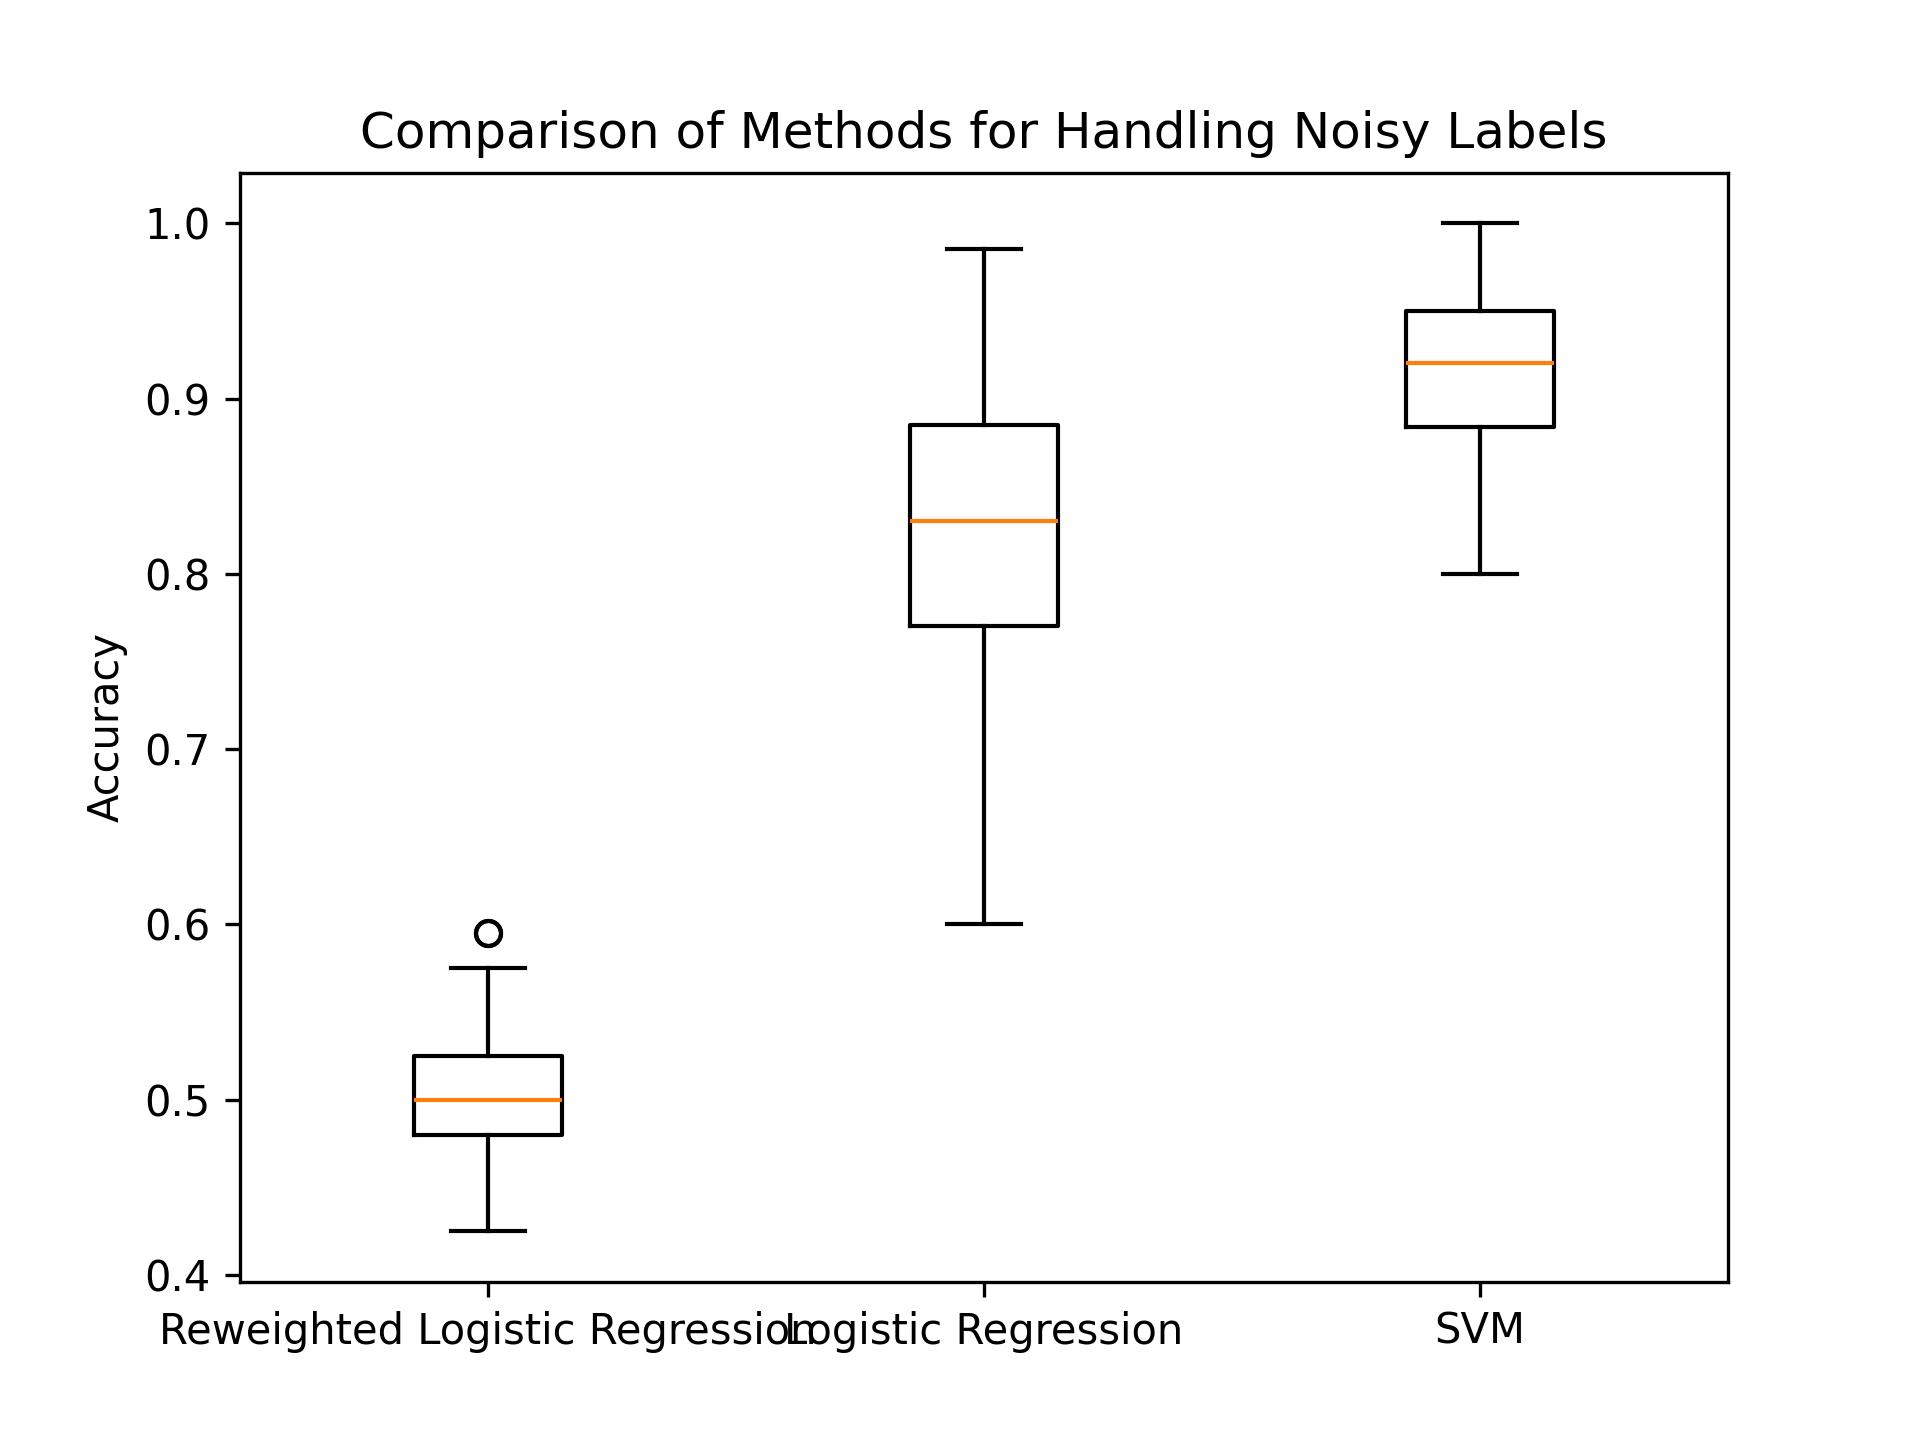 Comparison of Methods for Handling Noisy Labels
1.0
0.9
0.8
0.7
0.6
0.5
0.4
Accuracy
Reweighted Logistic Regression
Logistic Regression
SVM